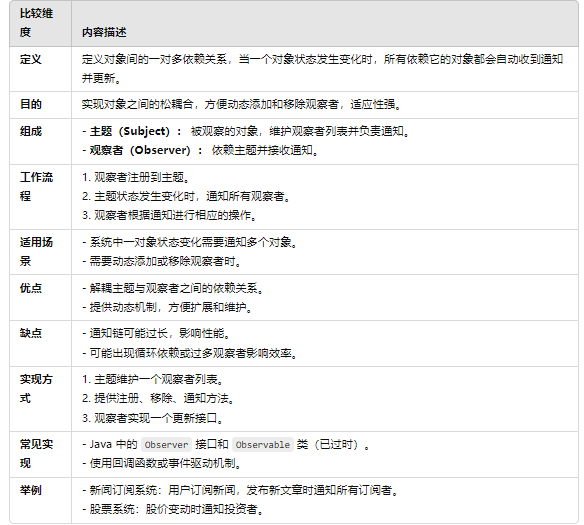 比较维度
内容描述
定义
定义对象间的一对多依赖关系，当一个对象状态发生变化时，所有依赖它的对象都会自动收到通知
并更新。
目的
实现对象之间的松耦合，方便动态添加和移除观察者，适应性强。
组成
- 主题（Subject）： 被观察的对象，维护观察者列表并负责通知。
- 观察者（Observer）： 依赖主题并接收通知。
工作流程
1. 观察者注册到主题。
2. 主题状态发生变化时，通知所有观察者。
3. 观察者根据通知进行相应的操作。
适用场景
- 系统中一对象状态变化需要通知多个对象。
- 需要动态添加或移除观察者时。
优点
- 解耦主题与观察者之间的依赖关系。
- 提供动态机制，方便扩展和维护。
缺点
- 通知链可能过长，影响性能。
- 可能出现循环依赖或过多观察者影响效率。
实现方式
1. 主题维护一个观察者列表。
2. 提供注册、移除、通知方法。
3. 观察者实现一个更新接口。
常见实现
- Java 中的 Observer 接口和 Observable 类（已过时）。
- 使用回调函数或事件驱动机制。
举例
- 新闻订阅系统：用户订阅新闻，发布新文章时通知所有订阅者。
- 股票系统：股价变动时通知投资者。